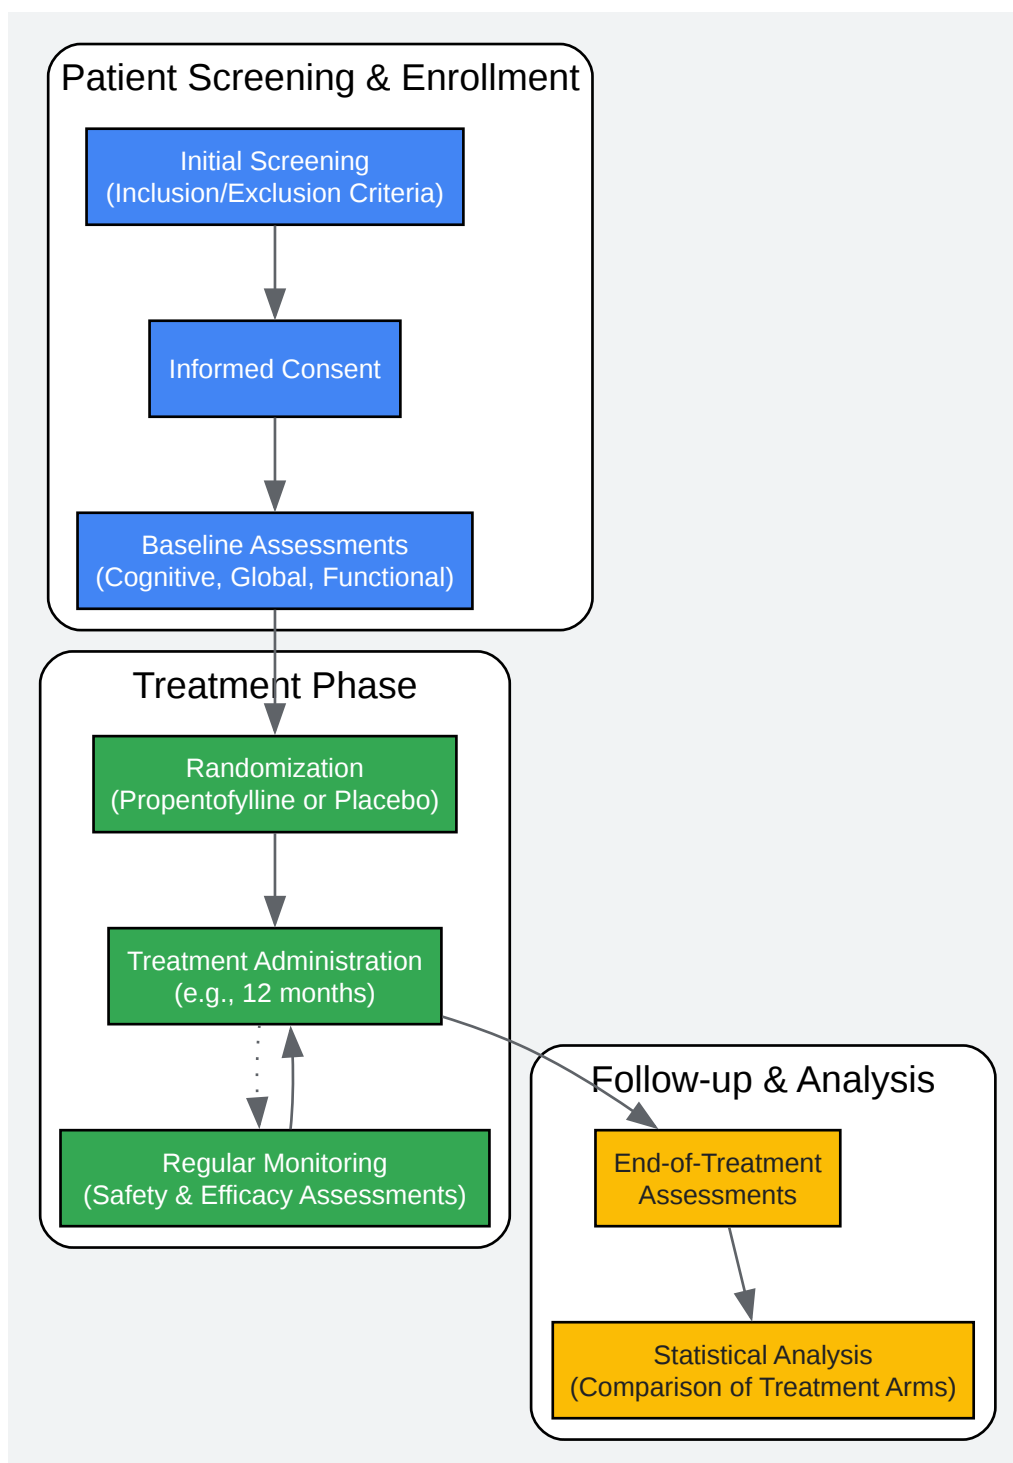 Patient Screening & Enrollment
Initial Screening
(Inclusion/Exclusion Criteria)
Informed Consent
Baseline Assessments
(Cognitive, Global, Functional)
Treatment Phase
Randomization
(Propentofylline or Placebo)
Treatment Administration
(e.g., 12 months)
Regular Monitoring
(Safety & Efficacy Assessments)
Follow-up & Analysis
End-of-Treatment
Assessments
Statistical Analysis
(Comparison of Treatment Arms)